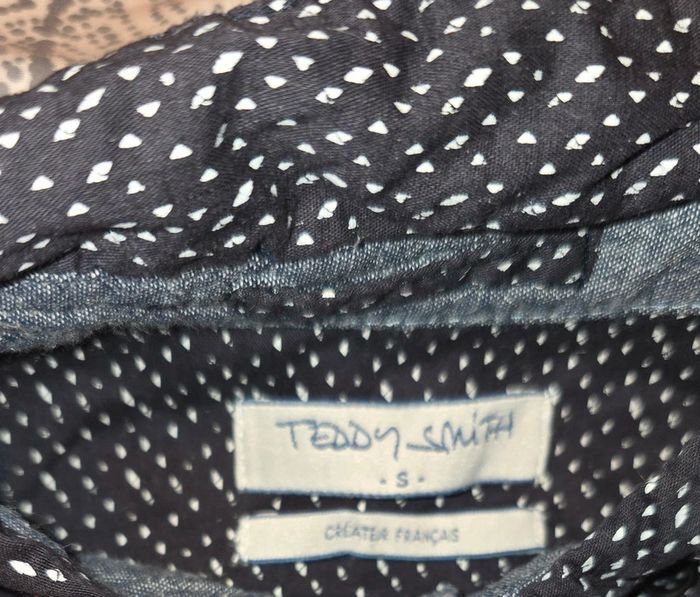 TEDDY SMITH
· S ·
CRÉATEUR FRANÇAIS